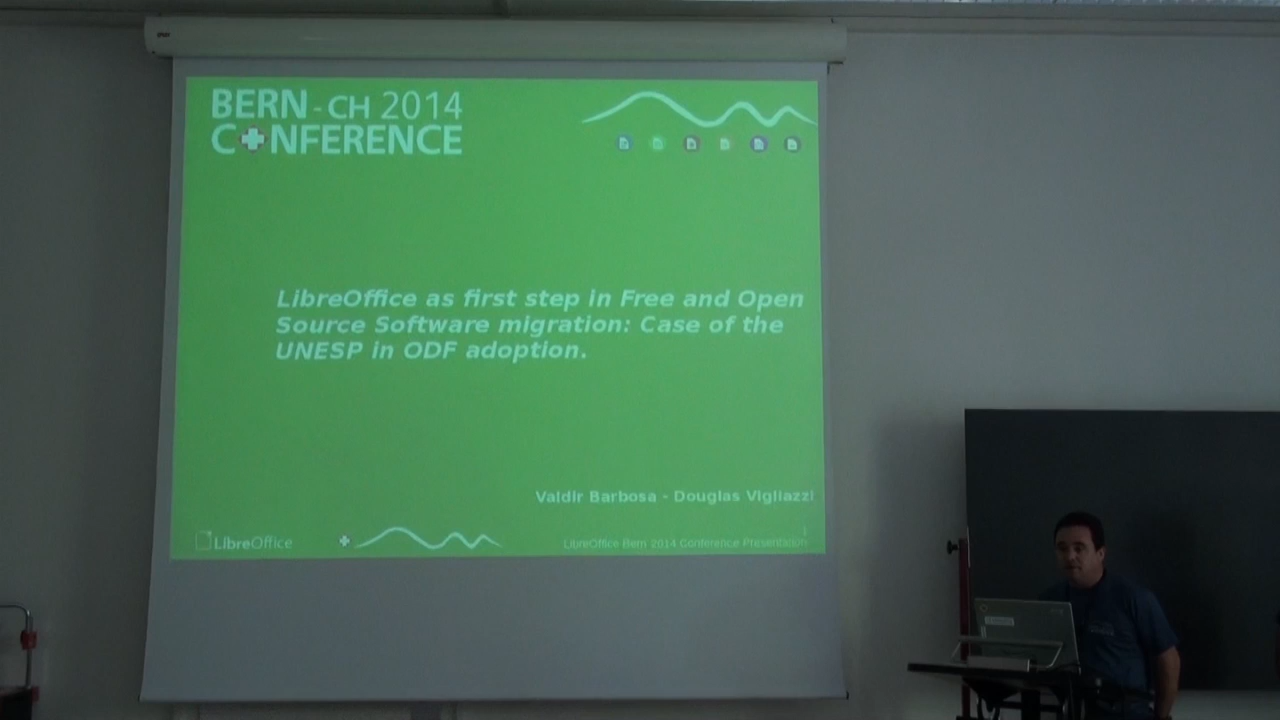 BERN - CH 2014
CONFERENCE
LibreOffice as first step in Free and Open
Source Software migration: Case of the
UNESP in ODF adoption.
Valdir Barbosa - Douglas Vigliazzi
1
LibreOffice
LibreOffice Bern 2014 Conference Presentation